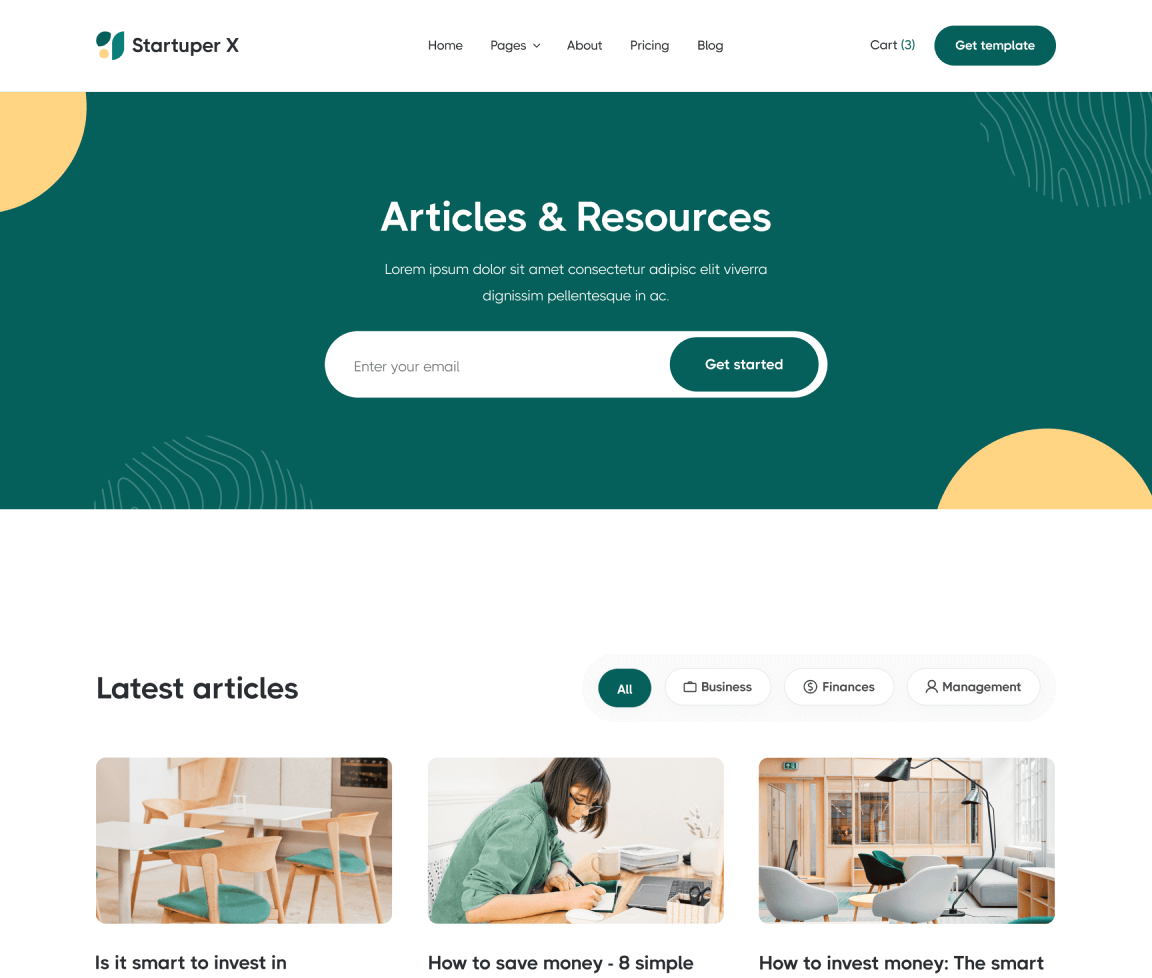 Startuper X
Home
Pages
About
Pricing
Blog
Cart (3)
Get template
Articles & Resources
Lorem ipsum dolor sit amet consectetur adipisc elit viverra
dignissim pellentesque in ac.
Enter your email
Get started
Latest articles
All
Business
Finances
Management
Is it smart to invest in
How to save money - 8 simple
How to invest money: The smart